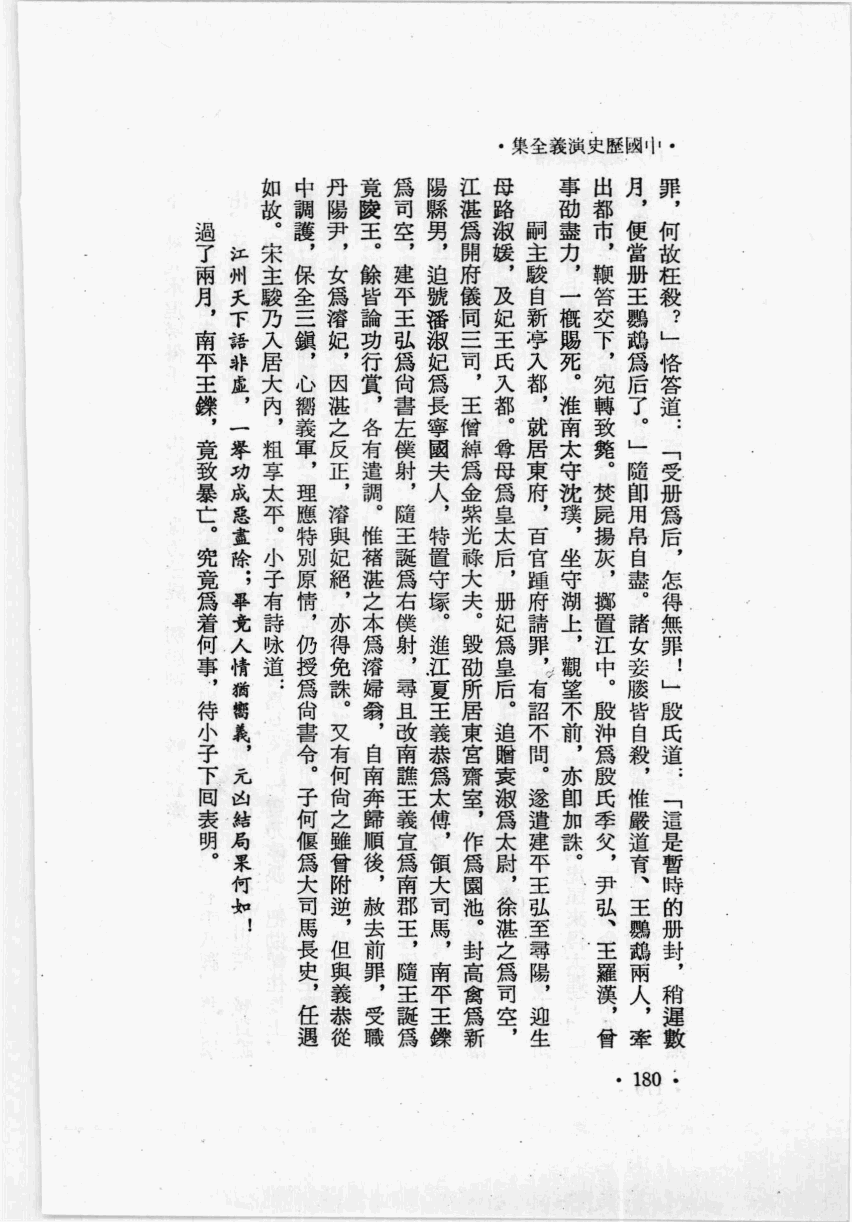 ·中國歷史演義全集·
罪，何故枉殺？」恪答道：「受册爲后，怎得無罪！」殷氏道：「這是暫時的册封，稍遲數
月，便當册王鸚鵡爲后了。」隨卽用帛自盡。諸女妾媵皆自殺，惟嚴道育、王鸚鵡兩人，牽
出都市，鞭笞交下，宛轉致斃。焚屍揚灰，擲置江中。殷沖爲殷氏季父，尹弘、王羅漢，曾
事劭盡力，一概賜死。淮南太守沈璞，坐守湖上，觀望不前，亦卽加誅。
嗣主駿自新亭入都，就居東府，百官踵府請罪，有詔不問。遂遣建平王弘至尋陽，迎生
母路淑媛，及妃王氏入都。尊母爲皇太后，册妃爲皇后。追贈袁淑爲太尉，徐湛之爲司空，
江湛爲開府儀同三司，王僧綽爲金紫光祿大夫。毀劭所居東宮齋室，作爲園池。封高禽爲新
陽縣男，追號潘淑妃爲長寧國夫人，特置守塚。進江夏王義恭爲太傅，領大司馬，南平王鑠
爲司空，建平王弘爲尙書左僕射，隨王誕爲右僕射，尋且改南譙王義宣爲南郡王，隨王誕爲
竟陵王。餘皆論功行賞，各有遣調。惟褚湛之本爲濬婦翁，自南奔歸順後，赦去前罪，受職
丹陽尹，女爲濬妃，因湛之反正，濬與妃絕，亦得免誅。又有何尙之雖曾附逆，但與義恭從
中調護，保全三鎭，心嚮義軍，理應特別原情，仍授爲尙書令。子何偃爲大司馬長史，任遇
如故。宋主駿乃入居大內，粗享太平。小子有詩咏道：
江州天下語非虛，一舉功成惡盡除；畢竟人情猶嚮義，元凶結局果何如！
過了兩月，南平王鑠，竟致暴亡。究竟爲着何事，待小子下回表明。
·180·